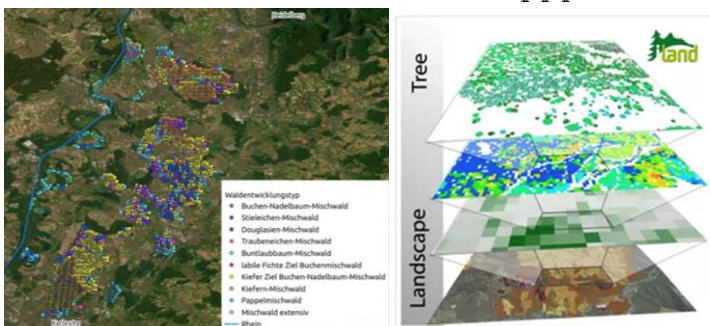 Heidelberg
Waldentwicklungstyp
Buchen-Nadelbaum-Mischwald
Stieleichen-Mischwald
Douglasien-Mischwald
Traubeneichen-Mischwald
Buntlaubbaum-Mischwald
labile Fichte Ziel Buchenmischwald
Kiefer Ziel Buchen-Nadelbaum-Mischwald
Kiefern-Mischwald
Pappelmischwald
Mischwald extensiv
Rhein
Tree
Landscape
land